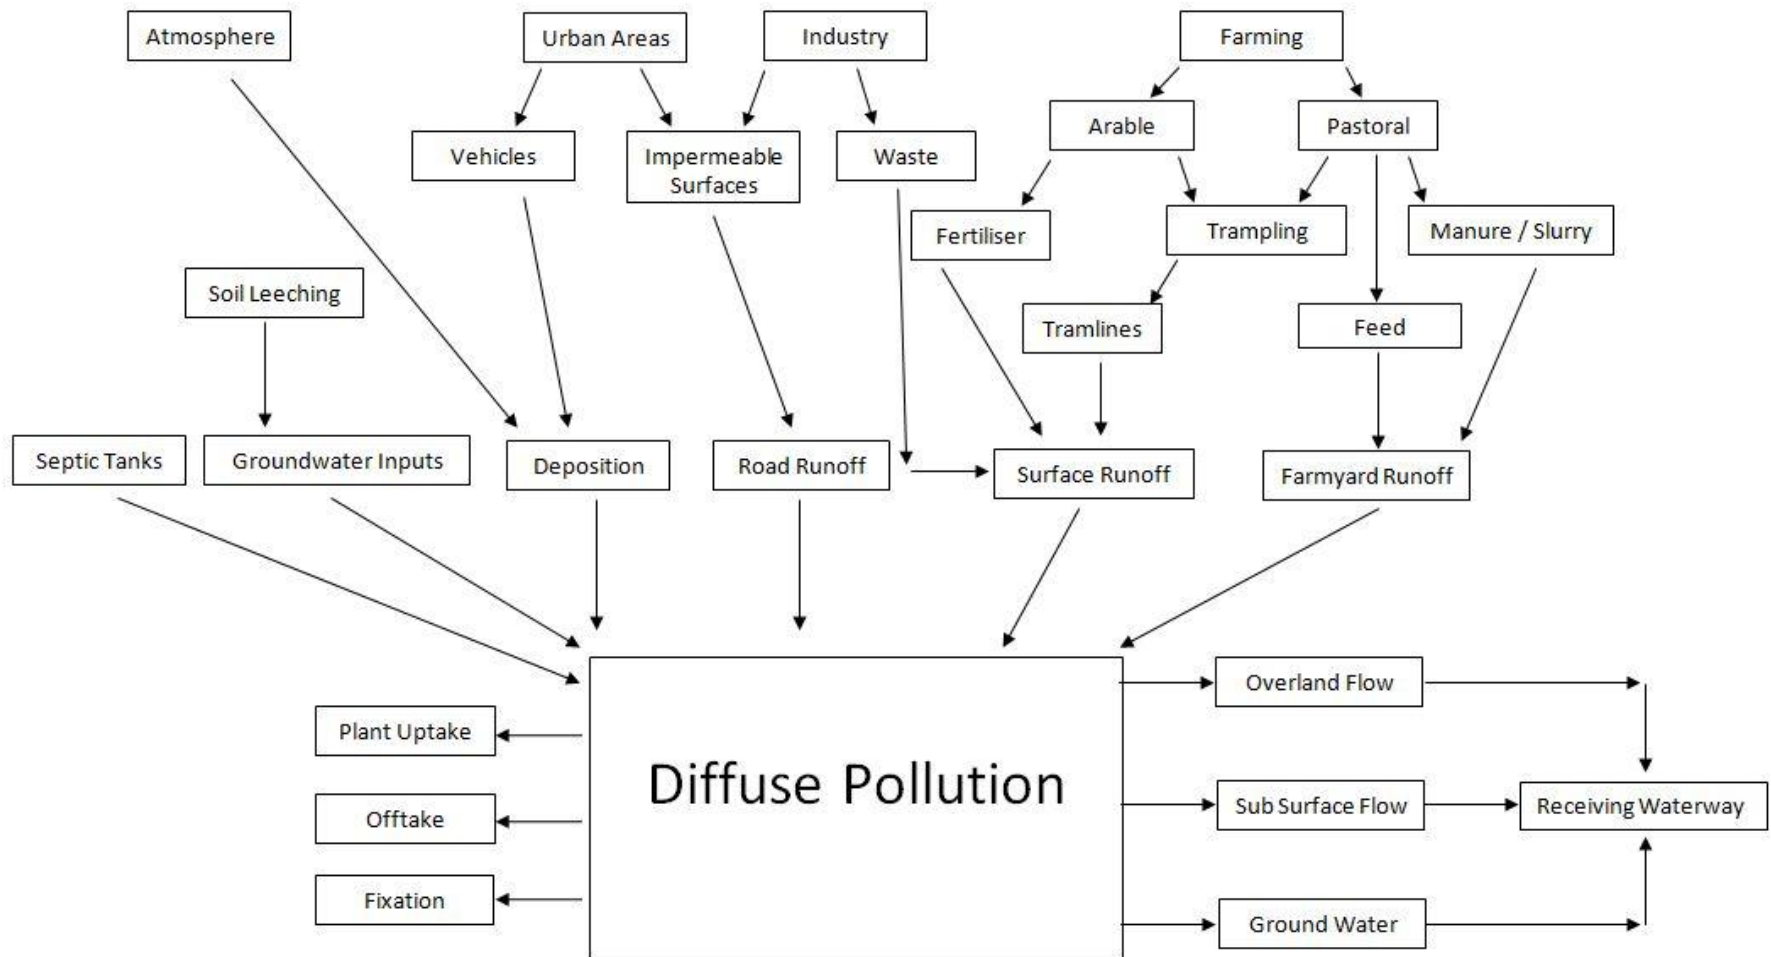 Atmosphere
Urban Areas
Industry
Farming
Arable
Pastoral
Vehicles
Impermeable
Surfaces
Waste
Fertiliser
Trampling
Manure / Slurry
Soil Leeching
Tramlines
Feed
Septic Tanks
Groundwater Inputs
Deposition
Road Runoff
Surface Runoff
Farmyard Runoff
Overland Flow
Plant Uptake
Diffuse Pollution
Sub Surface Flow
Receiving Waterway
Offtake
Fixation
Ground Water